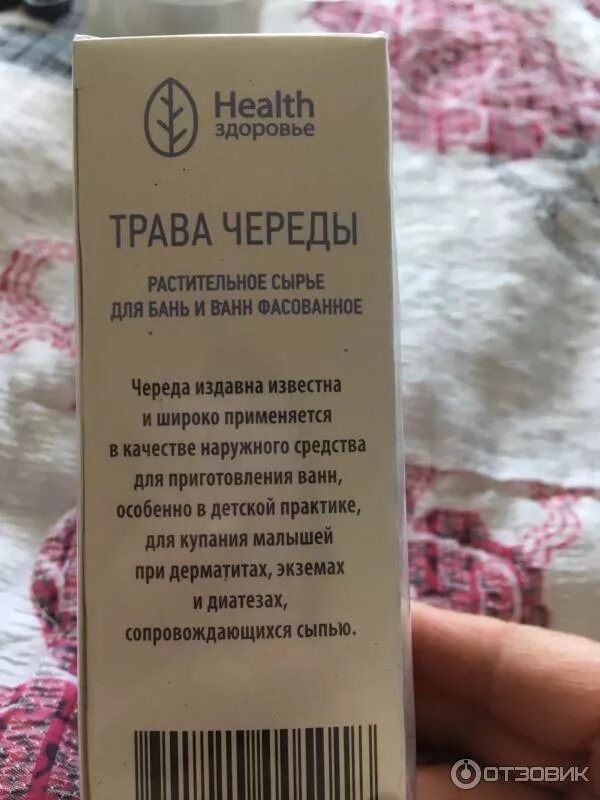 Health
здоровье
ТРАВА ЧЕРЕДЫ
РАСТИТЕЛЬНОЕ СЫРЬЕ
ДЛЯ БАНЬ И ВАНН ФАСОВАННОЕ
Череда издавна известна
и широко применяется
в качестве наружного средства
для приготовления ванн,
особенно в детской практике,
для купания малышей
при дерматитах, экземах
и диатезах,
сопровождающихся сыпью.
ОТЗОВИК